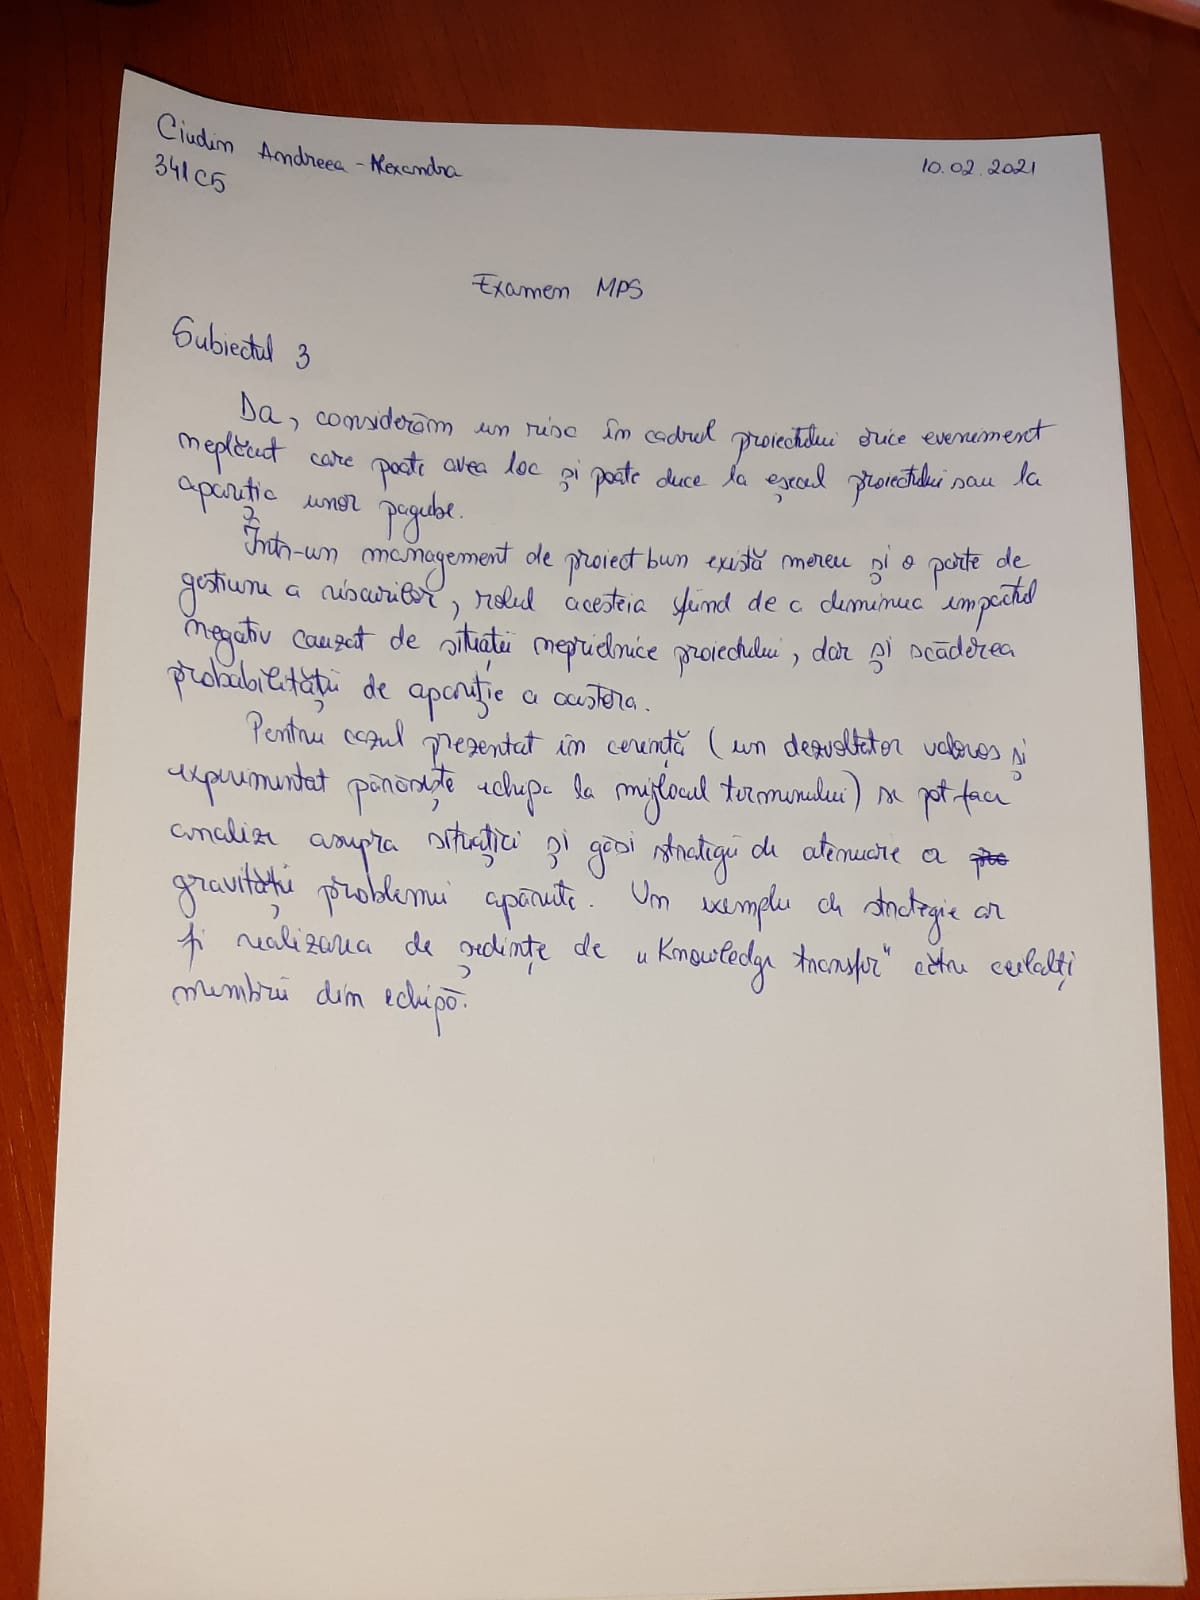 Ciudin Andreea-Alexandra
341C5
10.02.2021
Examen MPS
Subiectul 3
Da, considerăm un risc în cadrul proiectului orice eveniment
neplăcut care poate avea loc și poate duce la eșecul proiectului sau la
apariția unor pagube.
Într-un management de proiect bun există mereu și o parte de
gestiune a riscurilor, rolul acesteia fiind de a diminua impactul
negativ cauzat de situații neprielnice proiectului, dar și scăderea
probabilității de apariție a acestora.
Pentru cazul prezentat în cerință (un dezvoltator valoros și
experimentat părăsește echipa la mijlocul termenului) se pot face
analize asupra situației și găsi strategii de atenuare a
gravității problemei apărute. Un exemplu de strategie ar
fi realizarea de ședințe de „Knowledge transfer" către ceilalți
membrii din echipă.